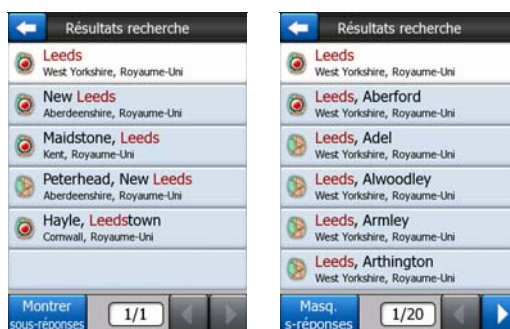 Résultats recherche
Leeds
West Yorkshire, Royaume-Uni
New Leeds
Aberdeenshire, Royaume-Uni
Maidstone, Leeds
Kent, Royaume-Uni
Peterhead, New Leeds
Aberdeenshire, Royaume-Uni
Hayle, Leedstown
Cornwall, Royaume-Uni
Montrer
sous-réponses
1/1
Résultats recherche
Leeds
West Yorkshire, Royaume-Uni
Leeds, Aberford
West Yorkshire, Royaume-Uni
Leeds, Adel
West Yorkshire, Royaume-Uni
Leeds, Alwoodley
West Yorkshire, Royaume-Uni
Leeds, Armley
West Yorkshire, Royaume-Uni
Leeds, Arthington
West Yorkshire, Royaume-Uni
Masq.
s-réponses
1/20